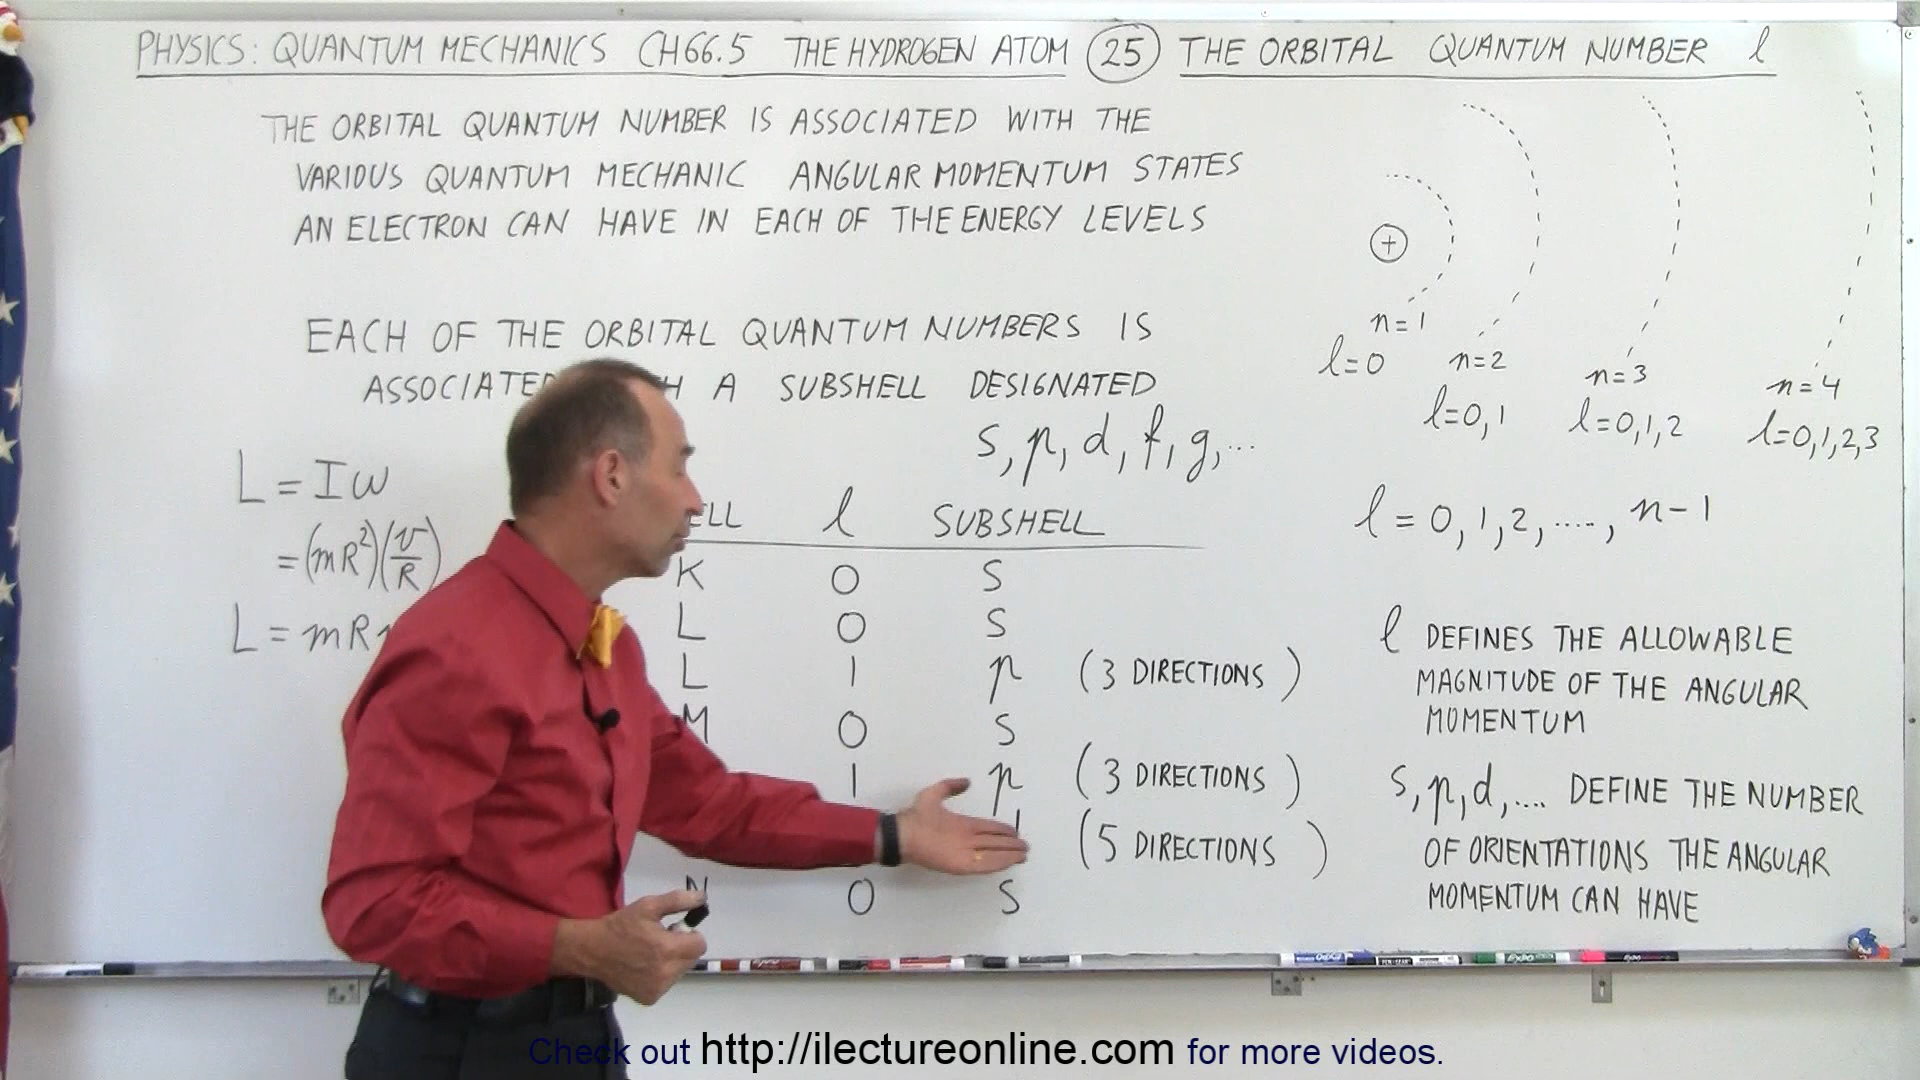 PHYSICS: QUANTUM MECHANICS CH66.5 THE HYDROGEN ATOM 25 THE ORBITAL QUANTUM NUMBER l
THE ORBITAL QUANTUM NUMBER IS ASSOCIATED WITH THE
VARIOUS QUANTUM MECHANIC ANGULAR MOMENTUM STATES
AN ELECTRON CAN HAVE IN EACH OF THE ENERGY LEVELS
EACH OF THE ORBITAL QUANTUM NUMBERS IS
A SUBSHELL DESIGNATED
s, p, d, f, g, ...
L = Iω
= (mR²)(v/R)
L = mR
l SUBSHELL
K 0 S
L 0 S
L 1 p (3 DIRECTIONS)
M 0 S
1 p (3 DIRECTIONS)
(5 DIRECTIONS)
N 0 S
+
n=1
l=0
n=2
l=0,1
n=3
l=0,1,2
n=4
l=0,1,2,3
l = 0, 1, 2, ....., n-1
l DEFINES THE ALLOWABLE
MAGNITUDE OF THE ANGULAR
MOMENTUM
s, p, d, .... DEFINE THE NUMBER
OF ORIENTATIONS THE ANGULAR
MOMENTUM CAN HAVE
Check out http://ilectureonline.com for more videos.